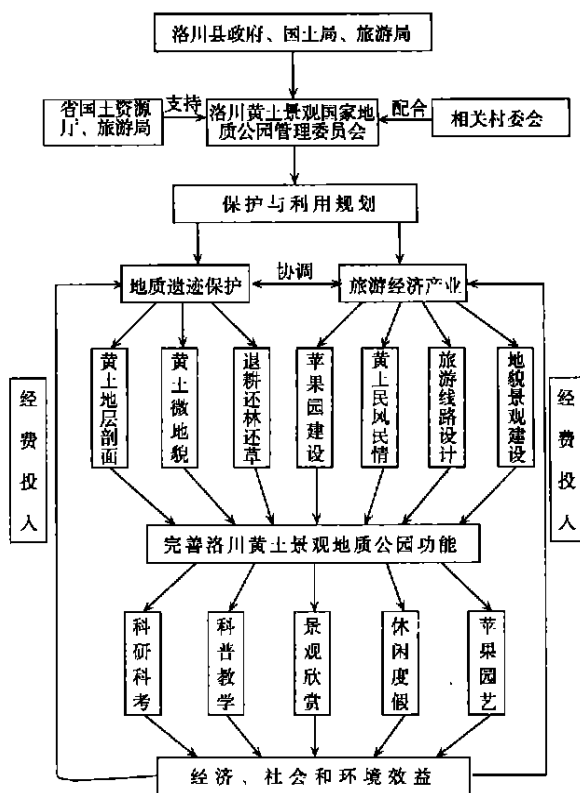 洛川县政府、国土局、旅游局
省国土资源
厅、旅游局
支持
洛川黄土景观国家地
质公园管理委员会
配合
相关村委会
保护与利用规划
地质遗迹保护
协调
旅游经济产业
经费投入
黄土地层剖面
黄土微地貌
退耕还林还草
苹果园建设
黄土民风民情
旅游线路设计
地貌景观建设
经费投入
完善洛川黄土景观地质公园功能
科研科考
科普教学
景观欣赏
休闲度假
苹果园艺
经济、社会和环境效益